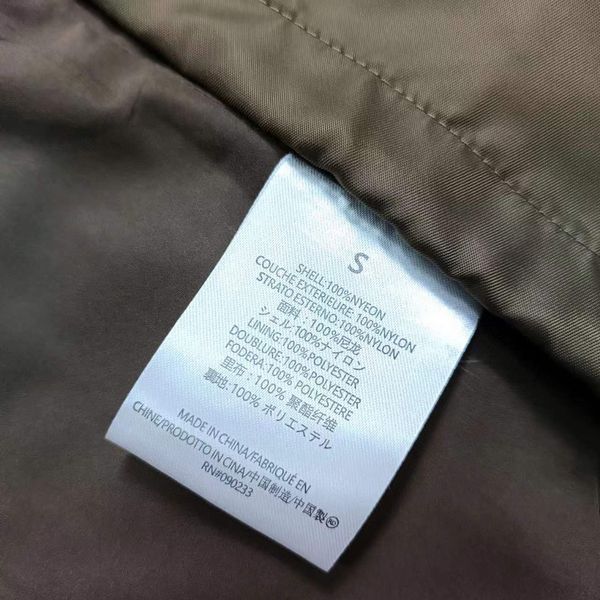 S
SHELL:100%NYEON
COUCHE EXTERIEURE: 100%NYLON
STRATO ESTERNO:100%NYLON
面料：100%尼龙
シェル:100%ナイロン
LINING:100%POLYESTER
DOUBLURE:100%POLYESTER
FODERA:100%POLYESTERE
里布：100% 聚酯纤维
裏地:100% ポリエステル
MADE IN CHINA/FABRIQUÉ EN
CHINE/PRODOTTO IN CINA/中国制造/中国製
RN#090233